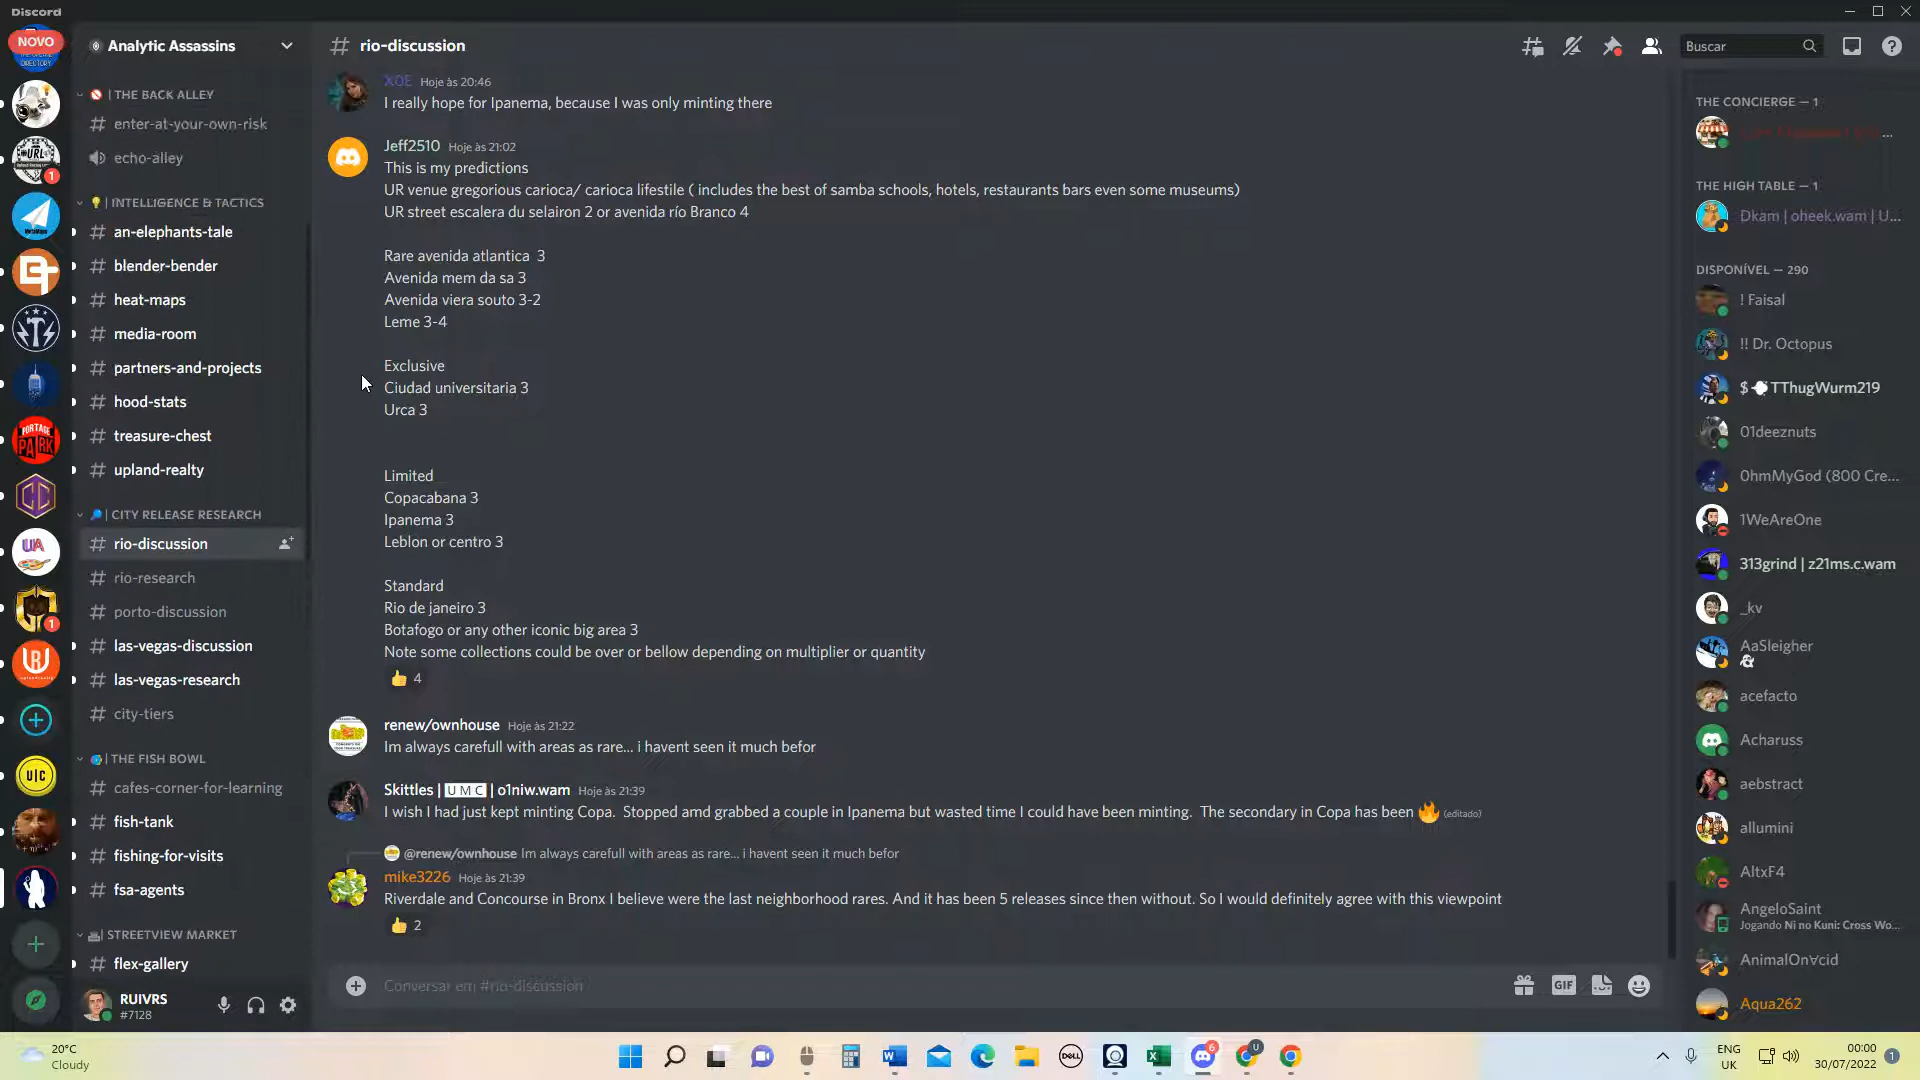 Discord
NOVO
DIRECTORY
URL
1
PORTAGE
PARK
UA
1
UIC
Analytic Assassins
| THE BACK ALLEY
# enter-at-your-own-risk
echo-alley
| INTELLIGENCE & TACTICS
# an-elephants-tale
# blender-bender
# heat-maps
# media-room
# partners-and-projects
# hood-stats
# treasure-chest
# upland-realty
| CITY RELEASE RESEARCH
# rio-discussion
# rio-research
# porto-discussion
# las-vegas-discussion
# las-vegas-research
# city-tiers
| THE FISH BOWL
# cafes-corner-for-learning
# fish-tank
# fishing-for-visits
# fsa-agents
| STREETVIEW MARKET
# flex-gallery
RUIVRS
#7128
# rio-discussion
Buscar
XOE Hoje às 20:46
I really hope for Ipanema, because I was only minting there
Jeff2510 Hoje às 21:02
This is my predictions
UR venue gregorious carioca/ carioca lifestile ( includes the best of samba schools, hotels, restaurants bars even some museums)
UR street escalera du selairon 2 or avenida río Branco 4
Rare avenida atlantica 3
Avenida mem da sa 3
Avenida viera souto 3-2
Leme 3-4
Exclusive
Ciudad universitaria 3
Urca 3
Limited
Copacabana 3
Ipanema 3
Leblon or centro 3
Standard
Rio de janeiro 3
Botafogo or any other iconic big area 3
Note some collections could be over or bellow depending on multiplier or quantity
👍 4
renew/ownhouse Hoje às 21:22
Im always carefull with areas as rare... i havent seen it much befor
Skittles | U M C | o1niw.wam Hoje às 21:39
I wish I had just kept minting Copa. Stopped amd grabbed a couple in Ipanema but wasted time I could have been minting. The secondary in Copa has been 🔥 (editado)
@renew/ownhouse Im always carefull with areas as rare... i havent seen it much befor
mike3226 Hoje às 21:39
Riverdale and Concourse in Bronx I believe were the last neighborhood rares. And it has been 5 releases since then without. So I would definitely agree with this viewpoint
👍 2
Conversar em #rio-discussion
GIF
THE CONCIERGE — 1
THE HIGH TABLE — 1
Dkam | oheek.wam | U...
DISPONÍVEL — 290
! Faisal
!! Dr. Octopus
$ TThugWurm219
01deeznuts
0hmMyGod (800 Cre...
1WeAreOne
313grind | z21ms.c.wam
_kv
AaSleigher
acefacto
Acharuss
aebstract
allumini
AltxF4
AngeloSaint
Jogando Ni no Kuni: Cross Wo...
AnimalOn∀cid
Aqua262
20°C
Cloudy
DELL
6
U
ENG
UK
00:00
30/07/2022
1